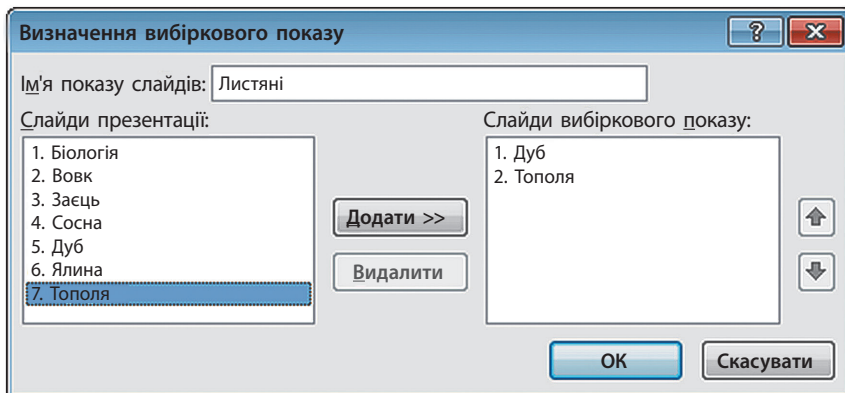 Визначення вибіркового показу
Ім'я показу слайдів: Листяні
Слайди презентації:
1. Біологія
2. Вовк
3. Заєць
4. Сосна
5. Дуб
6. Ялина
7. Тополя
Додати >>
Видалити
Слайди вибіркового показу:
1. Дуб
2. Тополя
ОК
Скасувати